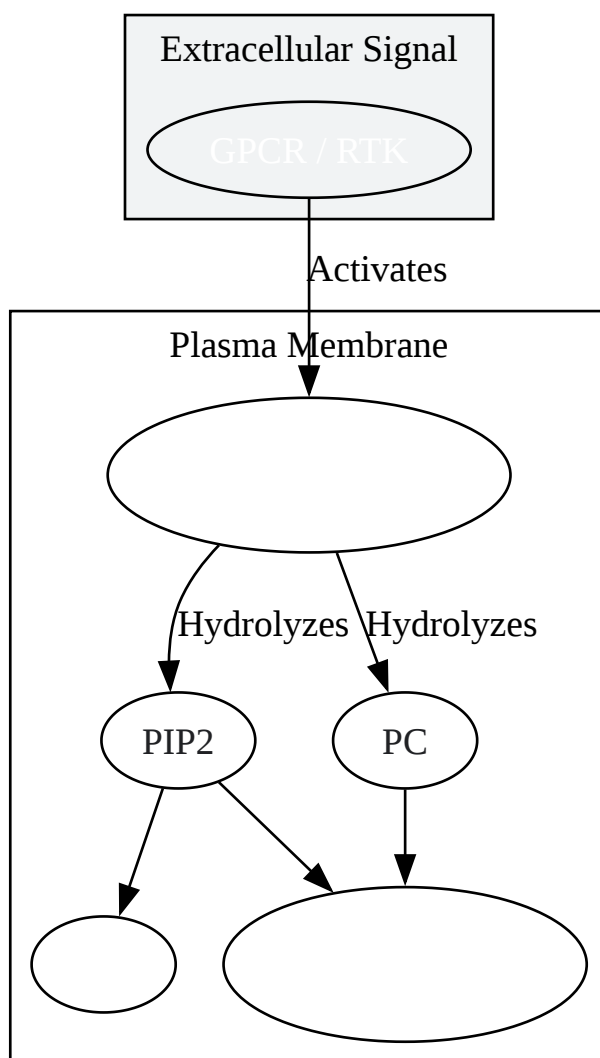 Extracellular Signal
GPCR / RTK
Activates
Plasma Membrane
Hydrolyzes
Hydrolyzes
PIP2
PC